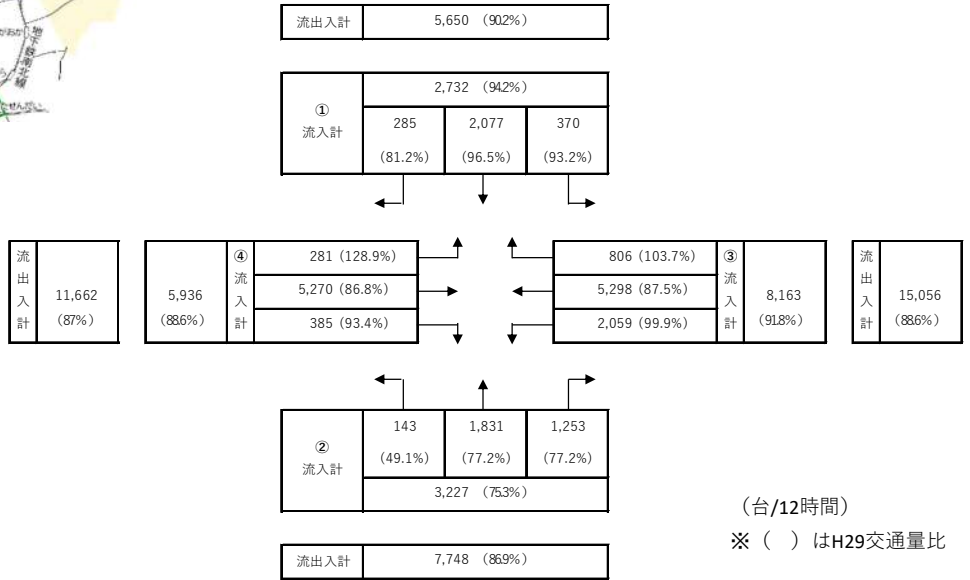 流出入計 5,650 (90.2%)
① 流入計
2,732 (94.2%)
285 2,077 370
(81.2%) (96.5%) (93.2%)
流出入計 11,662 (87%)
5,936 (88.6%)
④ 流入計
281 (128.9%)
5,270 (86.8%)
385 (93.4%)
806 (103.7%)
5,298 (87.5%)
2,059 (99.9%)
③ 流入計
8,163 (91.8%)
流出入計
15,056 (88.6%)
② 流入計
143 1,831 1,253
(49.1%) (77.2%) (77.2%)
3,227 (75.3%)
流出入計 7,748 (86.9%)
(台/12時間)
※( )はH29交通量比